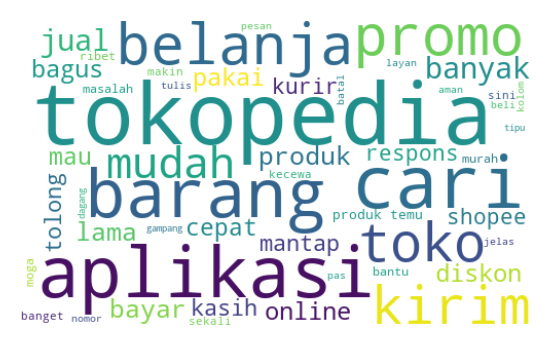 pesan
jual
ribet
belanja
promo
bagus
makin
pakai
layan
banyak
masalah
tulis
kurir
batal
aman
sini
kolom
tokopedia
beli
tipu
mau
mudah
produk
respons
murah
tolong
dagang
barang
kecewa
cari
lama
gampang
cepat
produk temu
shopee
mantap
toko
jelas
moga
aplikasi
pas
bantu
diskon
banget
nomor
bayar
kasih
sekali
online
kirim